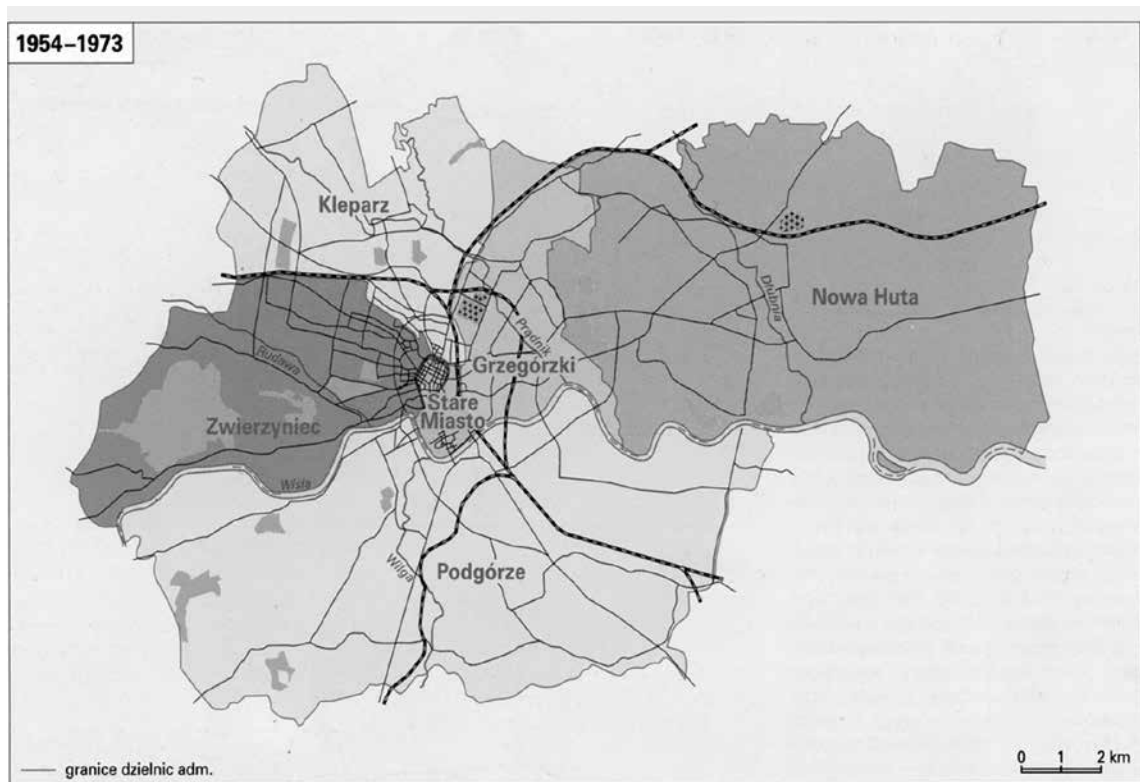 1954–1973
Kleparz
Nowa Huta
Dłubnia
Prądnik
Grzegórzki
Rudawa
Stare
Miasto
Zwierzyniec
Wisła
Wilga
Podgórze
granice dzielnic adm.
0 1 2 km